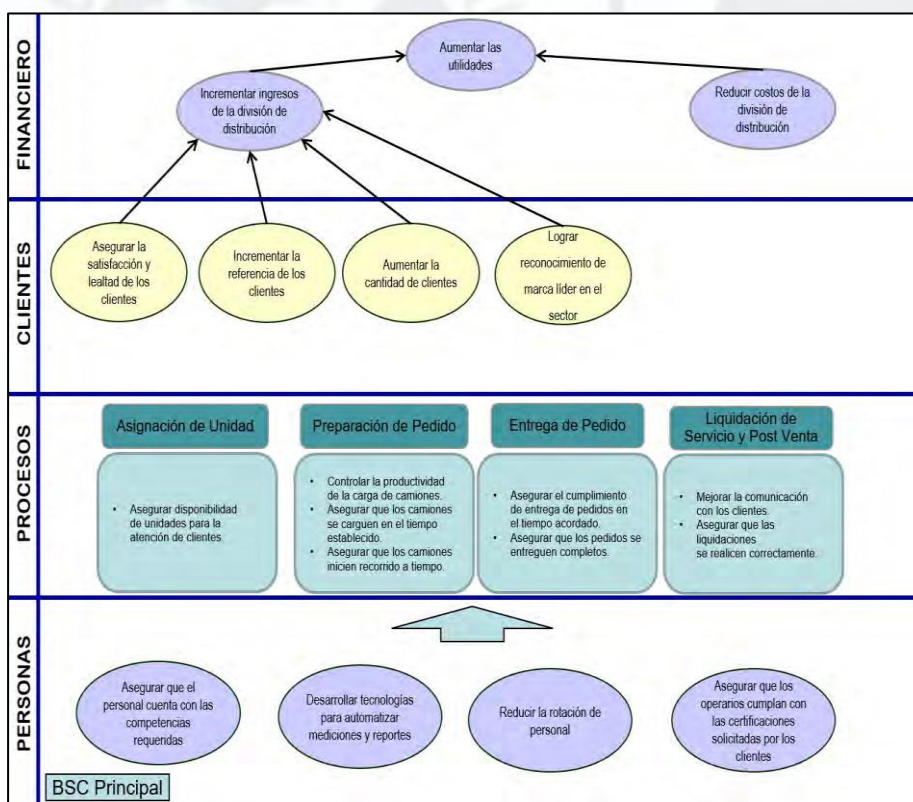 FINANCIERO
Aumentar las
utilidades
Incrementar ingresos
de la división de
distribución
Reducir costos de la
división de
distribución
CLIENTES
Asegurar la
satisfacción y
lealtad de los
clientes
Incrementar la
referencia de los
clientes
Aumentar la
cantidad de clientes
Lograr
reconocimiento de
marca líder en el
sector
PROCESOS
Asignación de Unidad
• Asegurar disponibilidad
de unidades para la
atención de clientes.
Preparación de Pedido
• Controlar la productividad
de la carga de camiones.
• Asegurar que los camiones
se carguen en el tiempo
establecido.
• Asegurar que los camiones
inicien recorrido a tiempo.
Entrega de Pedido
• Asegurar el cumplimiento
de entrega de pedidos en
el tiempo acordado.
• Asegurar que los pedidos se
entreguen completos.
Liquidación de
Servicio y Post Venta
• Mejorar la comunicación
con los clientes.
• Asegurar que las
liquidaciones
se realicen correctamente.
PERSONAS
Asegurar que el
personal cuenta con las
competencias
requeridas
Desarrollar tecnologías
para automatizar
mediciones y reportes
Reducir la rotación de
personal
Asegurar que los
operarios cumplan con
las certificaciones
solicitadas por los
clientes
BSC Principal